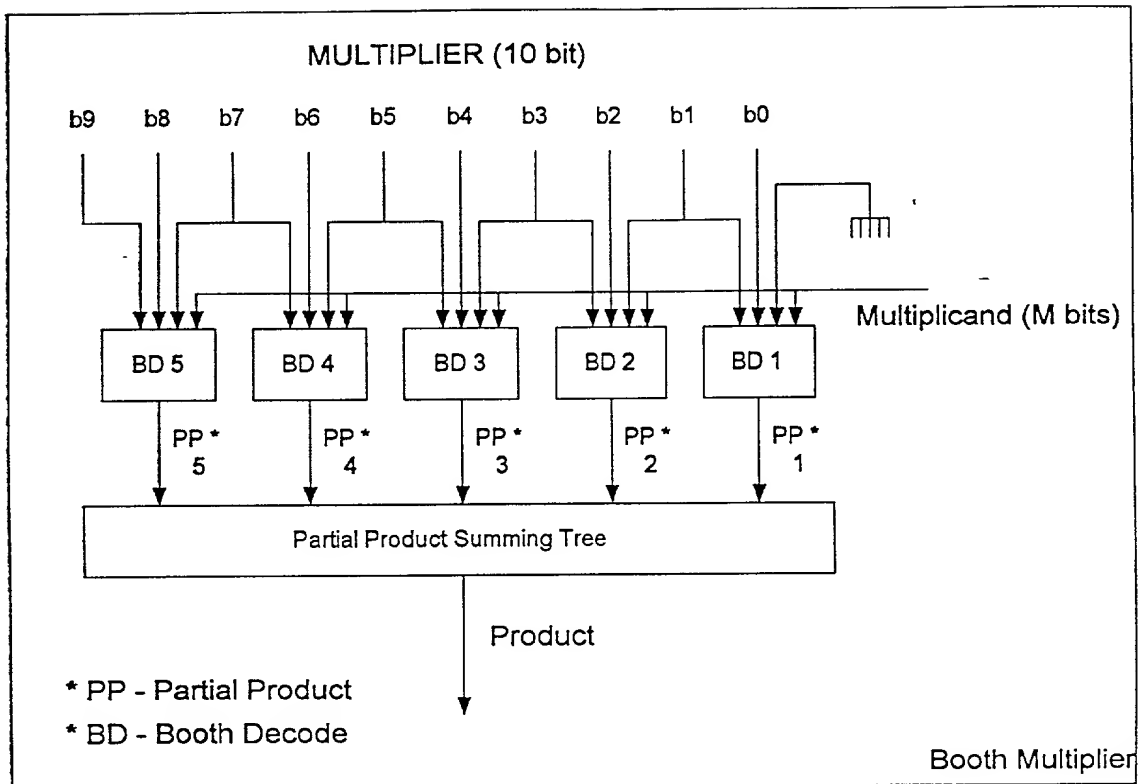 MULTIPLIER (10 bit)
b9 b8 b7 b6 b5 b4 b3 b2 b1 b0
Multiplicand (M bits)
BD 5 BD 4 BD 3 BD 2 BD 1
PP * PP * PP * PP * PP *
5 4 3 2 1
Partial Product Summing Tree
Product
* PP - Partial Product
* BD - Booth Decode
Booth Multiplier